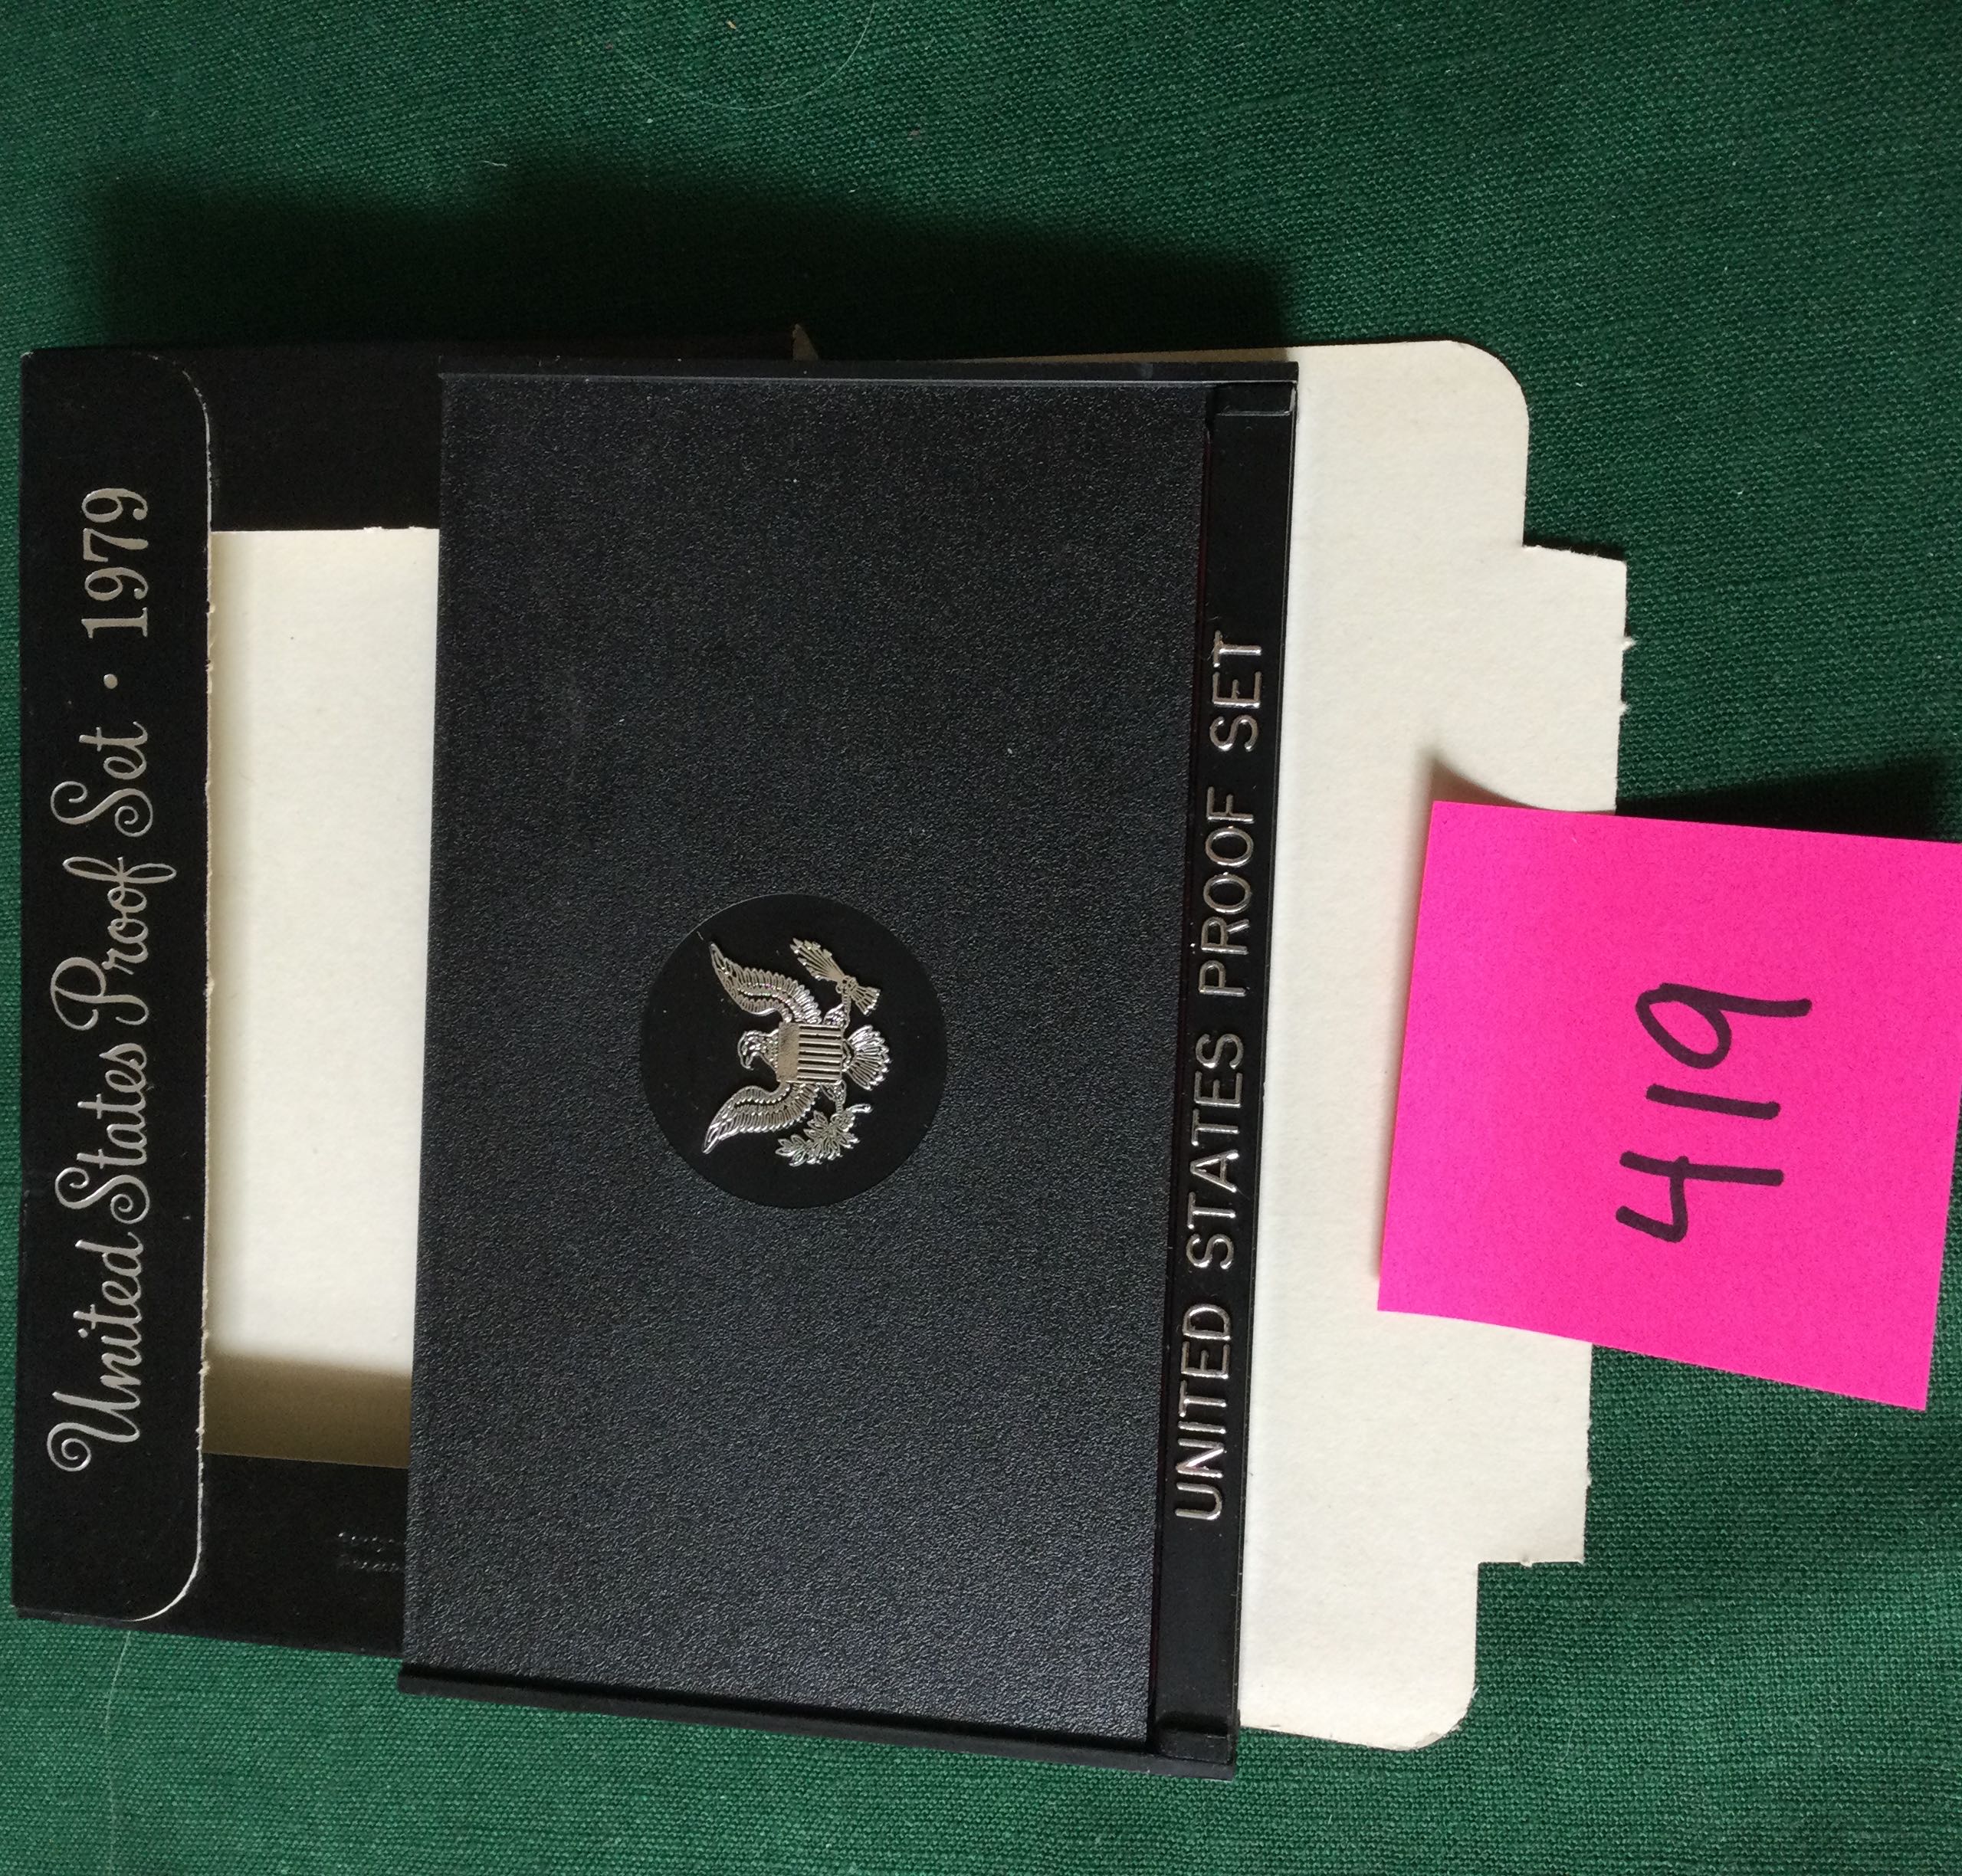 United States Proof Set · 1979
UNITED STATES PROOF SET
419